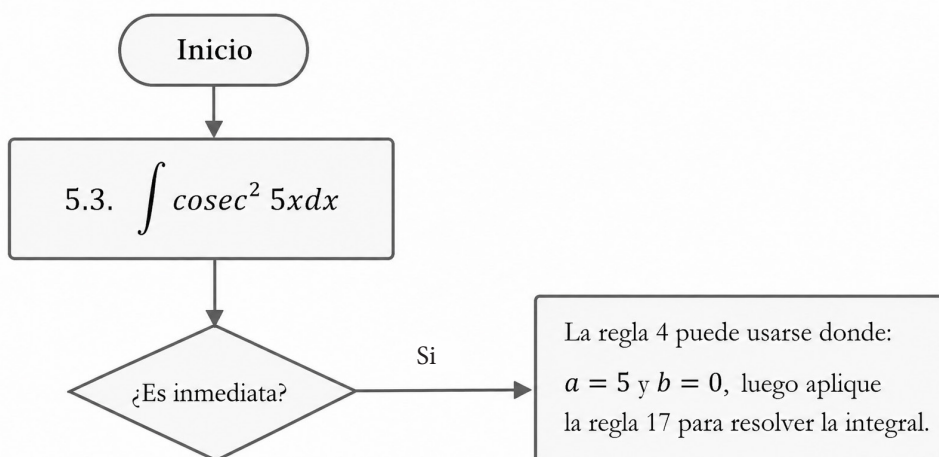 Inicio
5.3. ∫ cosec² 5xdx
¿Es inmediata?
Si
La regla 4 puede usarse donde:
a = 5 y b = 0, luego aplique
la regla 17 para resolver la integral.